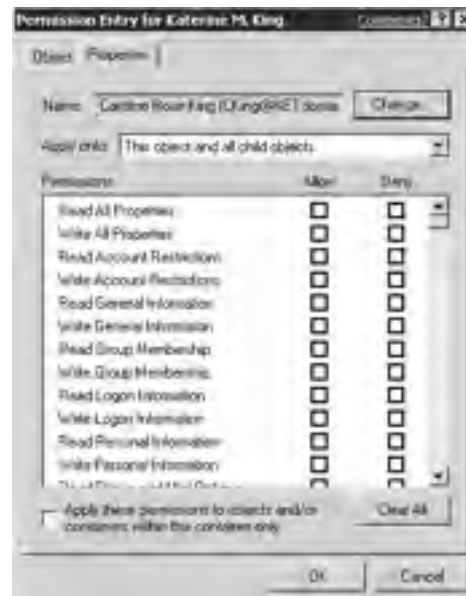 Permission Entry for Katerine M. King
Object Properties
Name: Change...
Apply onto: This object and all child objects
Permissions: Allow Deny
Read All Properties
Write All Properties
Read Account Restrictions
Write Account Restrictions
Read General Information
Write General Information
Read Group Membership
Write Group Membership
Read Logon Information
Write Logon Information
Read Personal Information
Write Personal Information
Apply these permissions to objects and/or
containers within this container only
Clear All
OK Cancel